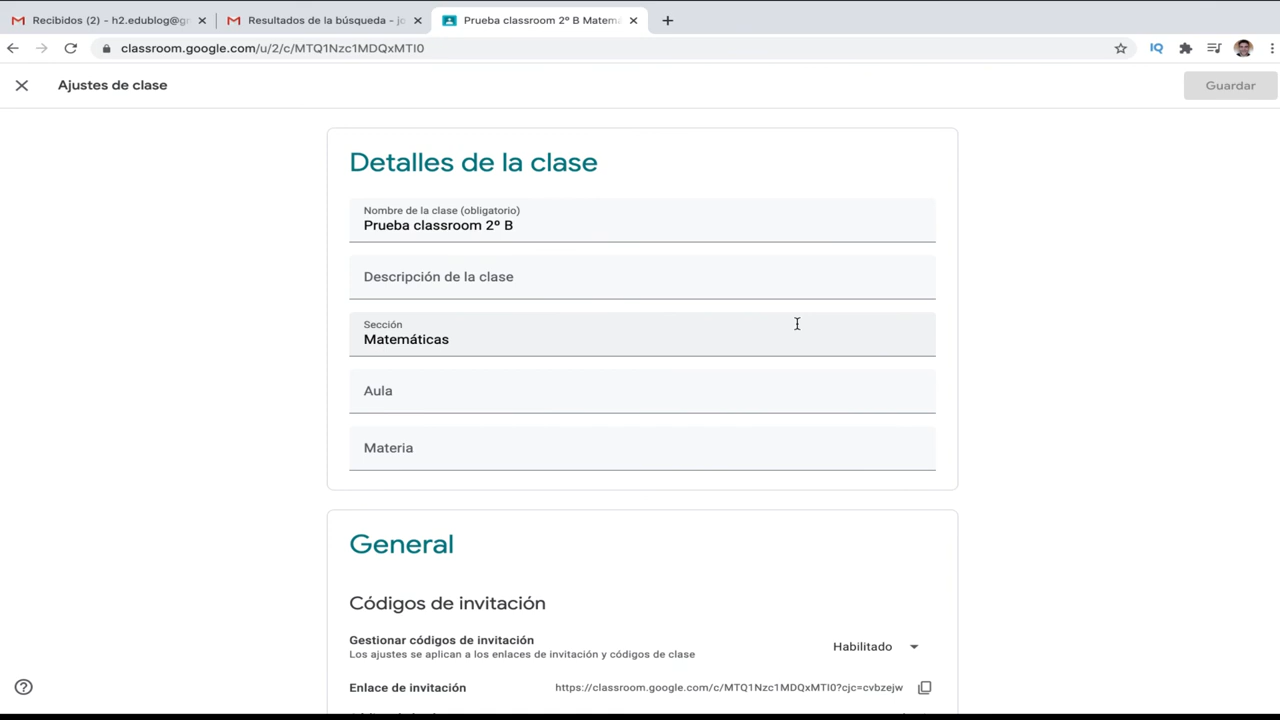 Recibidos (2) - h2.edublog@gr
Resultados de la búsqueda - jo
Prueba classroom 2º B Matem
classroom.google.com/u/2/c/MTQ1Nzc1MDQxMTI0
IQ
Ajustes de clase
Guardar
Detalles de la clase
Nombre de la clase (obligatorio)
Prueba classroom 2º B
Descripción de la clase
Sección
Matemáticas
Aula
Materia
General
Códigos de invitación
Gestionar códigos de invitación
Habilitado
Los ajustes se aplican a los enlaces de invitación y códigos de clase
Enlace de invitación
https://classroom.google.com/c/MTQ1Nzc1MDQxMTI0?cjc=cvbzejw